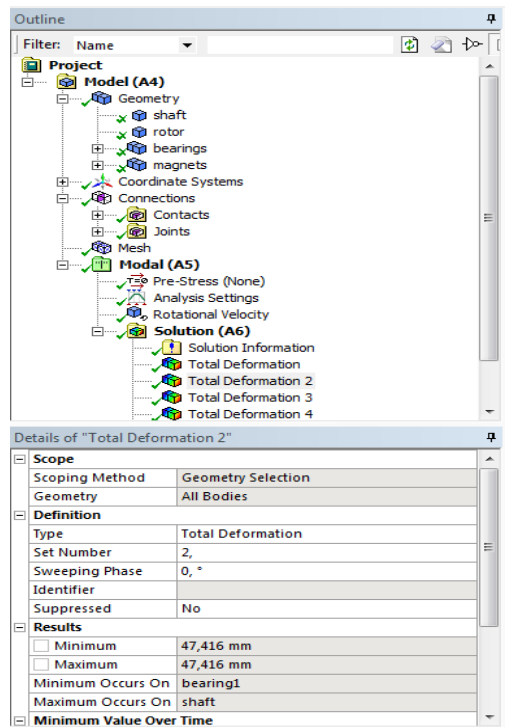 Outline
Filter: Name
Project
Model (A4)
Geometry
shaft
rotor
bearings
magnets
Coordinate Systems
Connections
Contacts
Joints
Mesh
Modal (A5)
Pre-Stress (None)
Analysis Settings
Rotational Velocity
Solution (A6)
Solution Information
Total Deformation
Total Deformation 2
Total Deformation 3
Total Deformation 4
Details of "Total Deformation 2"
Scope
Scoping Method Geometry Selection
Geometry All Bodies
Definition
Type Total Deformation
Set Number 2,
Sweeping Phase 0, °
Identifier
Suppressed No
Results
Minimum 47,416 mm
Maximum 47,416 mm
Minimum Occurs On bearing1
Maximum Occurs On shaft
Minimum Value Over Time